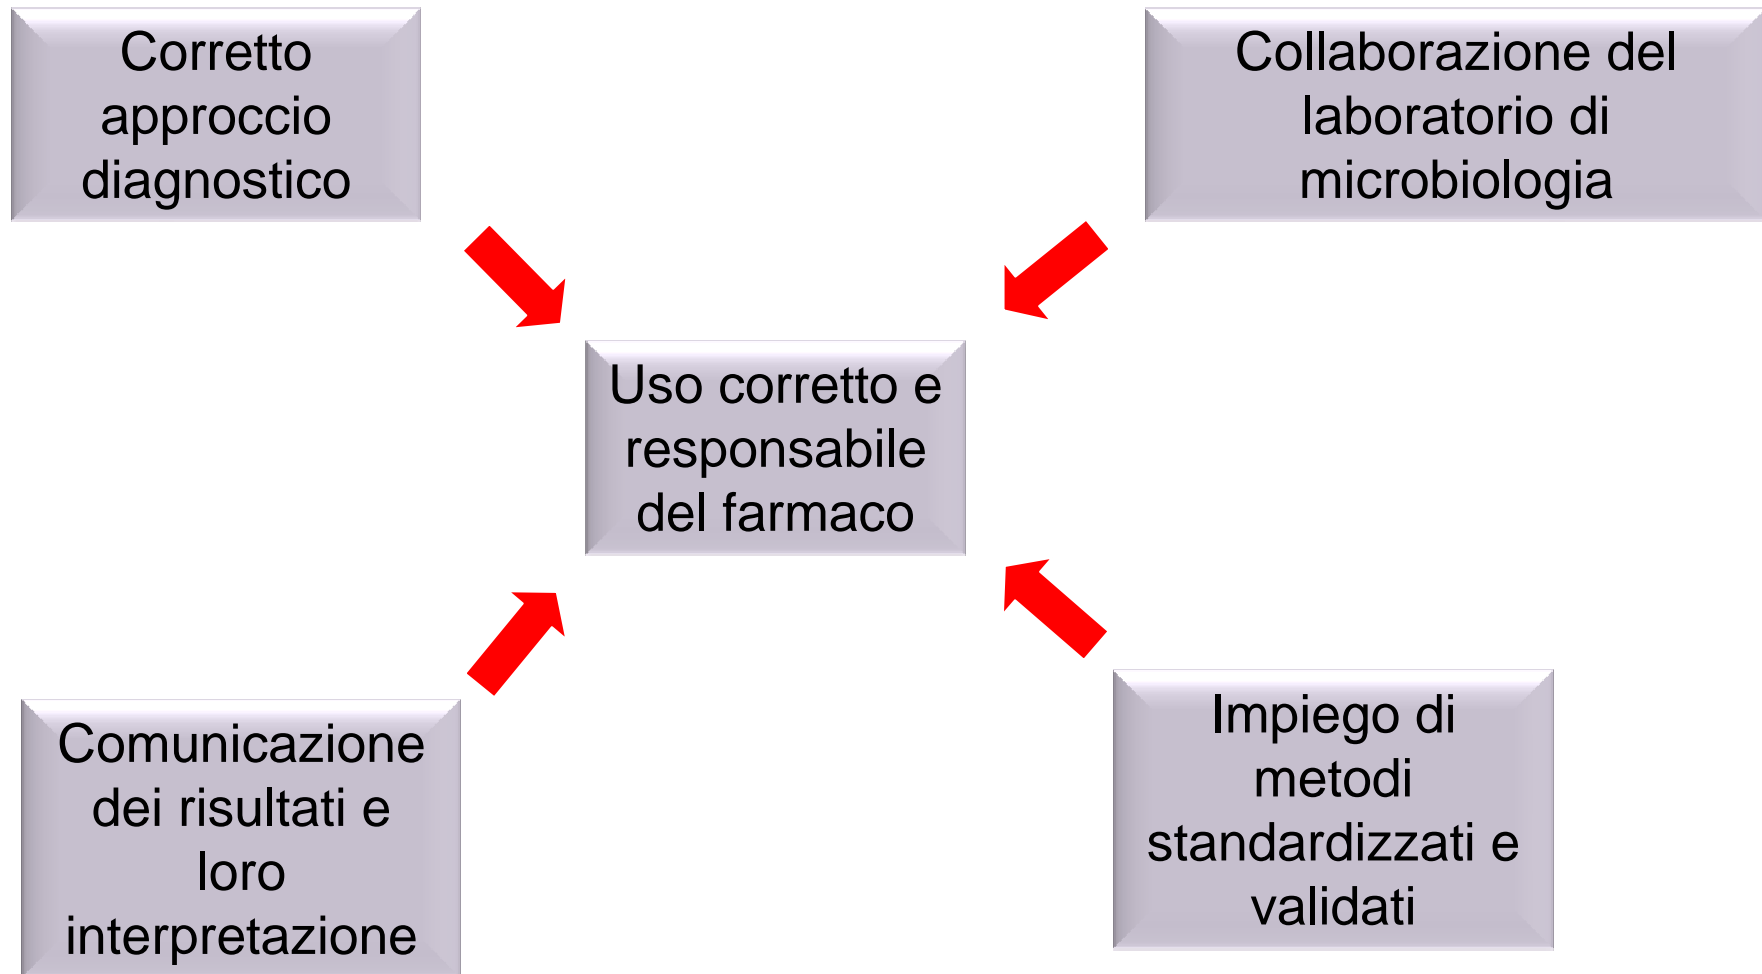 Corretto
approccio
diagnostico
Collaborazione del
laboratorio di
microbiologia
Uso corretto e
responsabile
del farmaco
Comunicazione
dei risultati e
loro
interpretazione
Impiego di
metodi
standardizzati e
validati